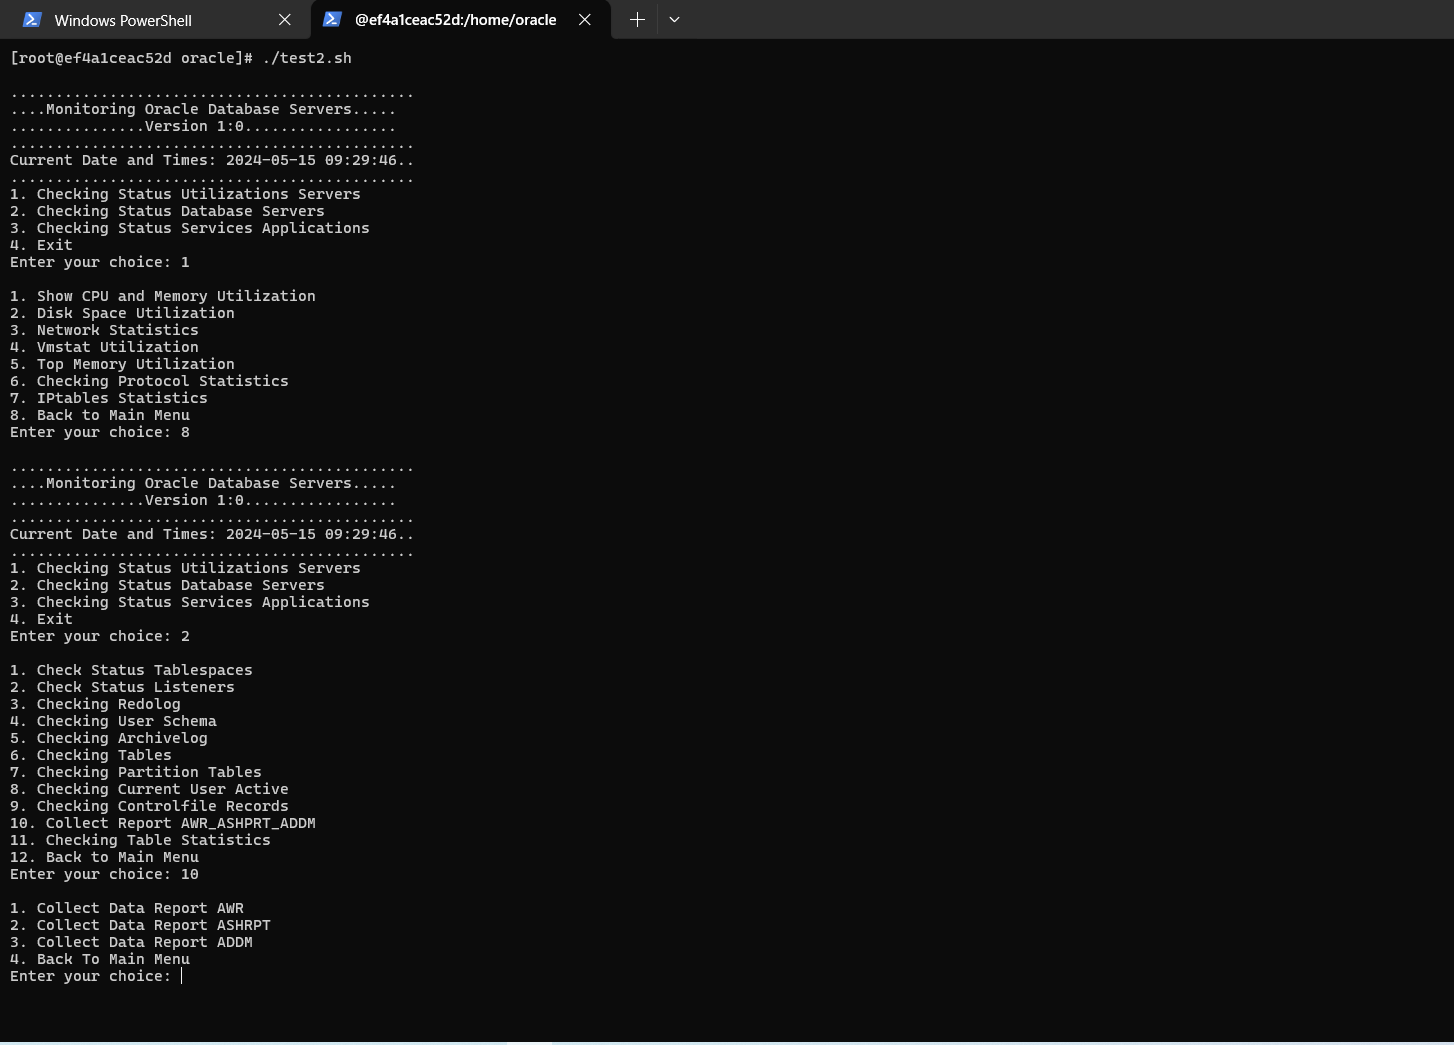 Windows PowerShell
@ef4a1ceac52d:/home/oracle
[root@ef4a1ceac52d oracle]# ./test2.sh
.............................................
....Monitoring Oracle Database Servers.....
...............Version 1:0.................
.............................................
Current Date and Times: 2024-05-15 09:29:46..
.............................................
1. Checking Status Utilizations Servers
2. Checking Status Database Servers
3. Checking Status Services Applications
4. Exit
Enter your choice: 1
1. Show CPU and Memory Utilization
2. Disk Space Utilization
3. Network Statistics
4. Vmstat Utilization
5. Top Memory Utilization
6. Checking Protocol Statistics
7. IPtables Statistics
8. Back to Main Menu
Enter your choice: 8
.............................................
....Monitoring Oracle Database Servers.....
...............Version 1:0.................
.............................................
Current Date and Times: 2024-05-15 09:29:46..
.............................................
1. Checking Status Utilizations Servers
2. Checking Status Database Servers
3. Checking Status Services Applications
4. Exit
Enter your choice: 2
1. Check Status Tablespaces
2. Check Status Listeners
3. Checking Redolog
4. Checking User Schema
5. Checking Archivelog
6. Checking Tables
7. Checking Partition Tables
8. Checking Current User Active
9. Checking Controlfile Records
10. Collect Report AWR_ASHPRT_ADDM
11. Checking Table Statistics
12. Back to Main Menu
Enter your choice: 10
1. Collect Data Report AWR
2. Collect Data Report ASHRPT
3. Collect Data Report ADDM
4. Back To Main Menu
Enter your choice: